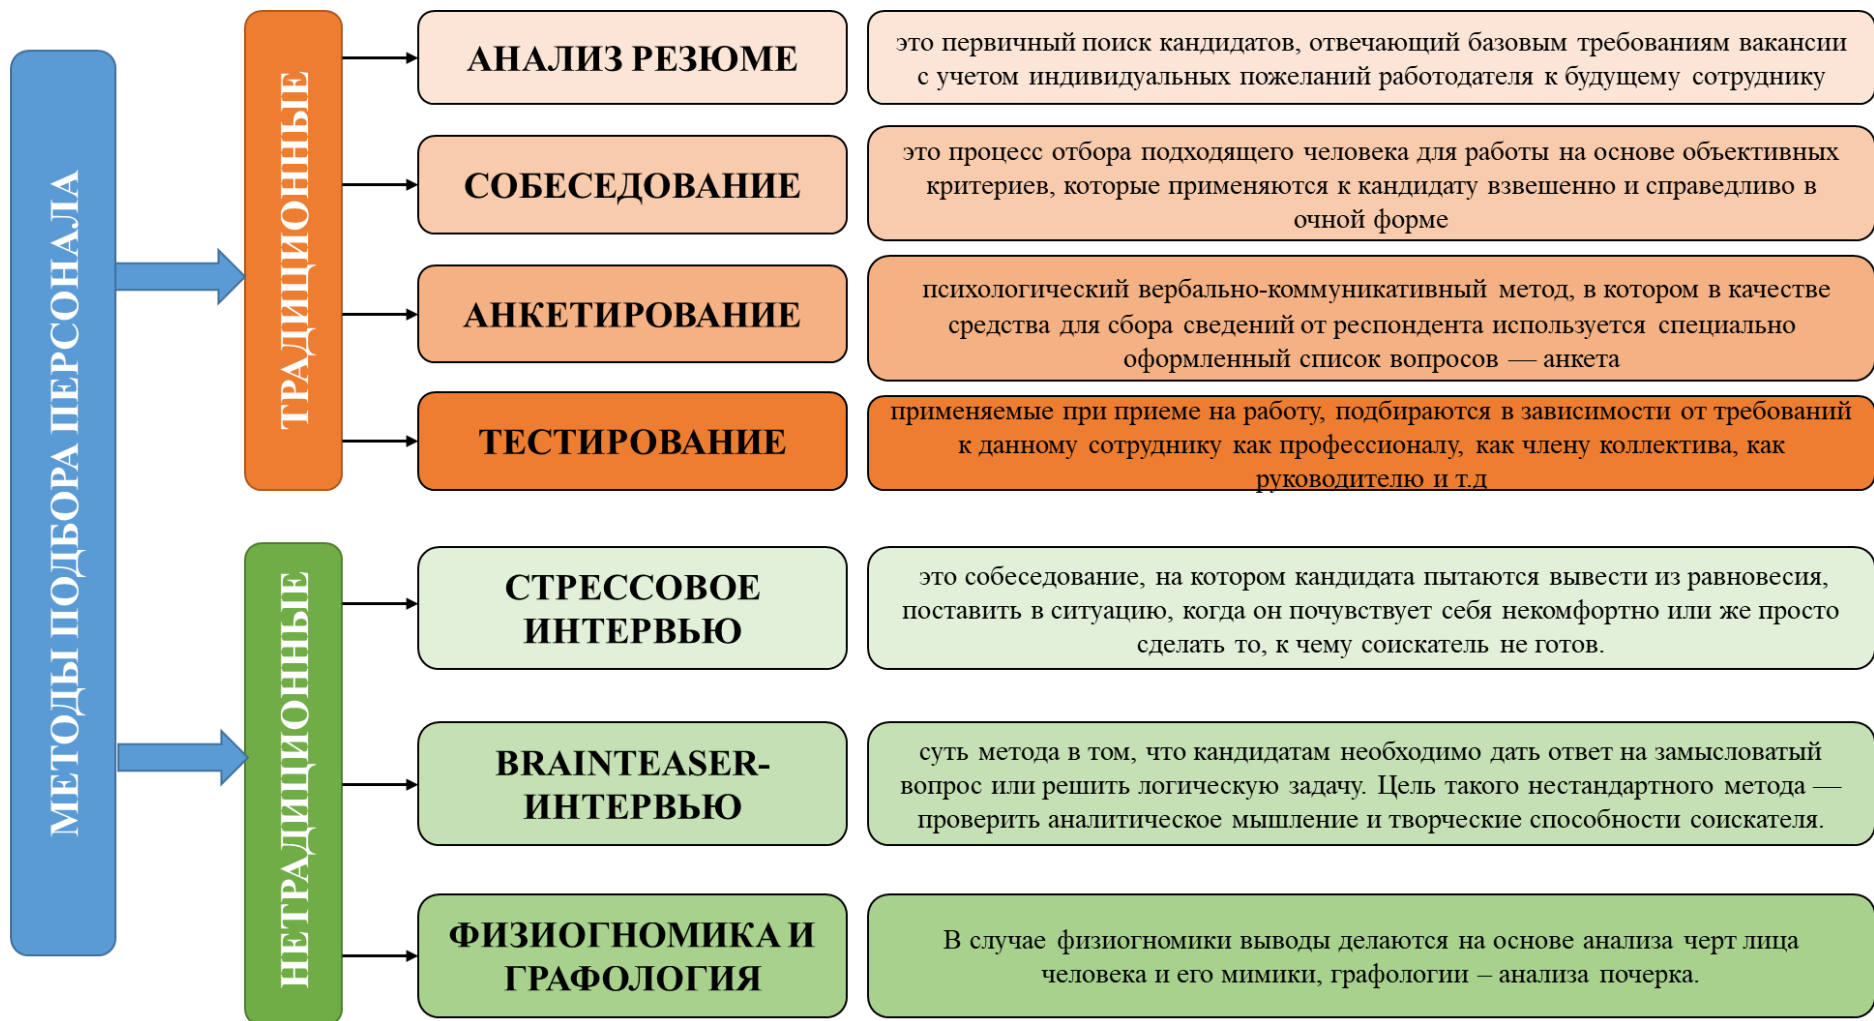 МЕТОДЫ ПОДБОРА ПЕРСОНАЛА
ТРАДИЦИОННЫЕ
АНАЛИЗ РЕЗЮМЕ
это первичный поиск кандидатов, отвечающий базовым требованиям вакансии
с учетом индивидуальных пожеланий работодателя к будущему сотруднику
СОБЕСЕДОВАНИЕ
это процесс отбора подходящего человека для работы на основе объективных
критериев, которые применяются к кандидату взвешенно и справедливо в
очной форме
АНКЕТИРОВАНИЕ
психологический вербально-коммуникативный метод, в котором в качестве
средства для сбора сведений от респондента используется специально
оформленный список вопросов — анкета
ТЕСТИРОВАНИЕ
применяемые при приеме на работу, подбираются в зависимости от требований
к данному сотруднику как профессионалу, как члену коллектива, как
руководителю и т.д
НЕТРАДИЦИОННЫЕ
СТРЕССОВОЕ
ИНТЕРВЬЮ
это собеседование, на котором кандидата пытаются вывести из равновесия,
поставить в ситуацию, когда он почувствует себя некомфортно или же просто
сделать то, к чему соискатель не готов.
BRAINTEASER-
ИНТЕРВЬЮ
суть метода в том, что кандидатам необходимо дать ответ на замысловатый
вопрос или решить логическую задачу. Цель такого нестандартного метода —
проверить аналитическое мышление и творческие способности соискателя.
ФИЗИОГНОМИКА И
ГРАФОЛОГИЯ
В случае физиогномики выводы делаются на основе анализа черт лица
человека и его мимики, графологии – анализа почерка.